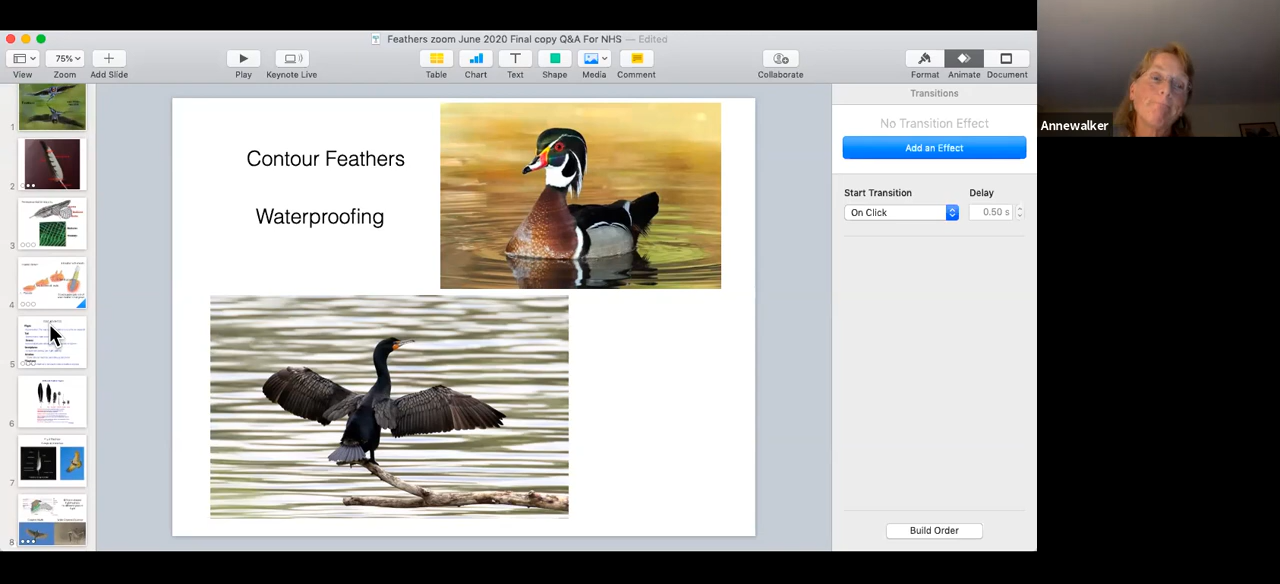 Feathers zoom June 2020 Final copy Q&A For NHS — Edited
75%
View
Zoom
Add Slide
Play
Keynote Live
Table
Chart
Text
Shape
Media
Comment
Collaborate
Format
Animate
Document
Transitions
No Transition Effect
Add an Effect
Start Transition
Delay
On Click
0.50 s
Build Order
Contour Feathers
Waterproofing
1
2
3
4
5
6
7
8
Annewalker